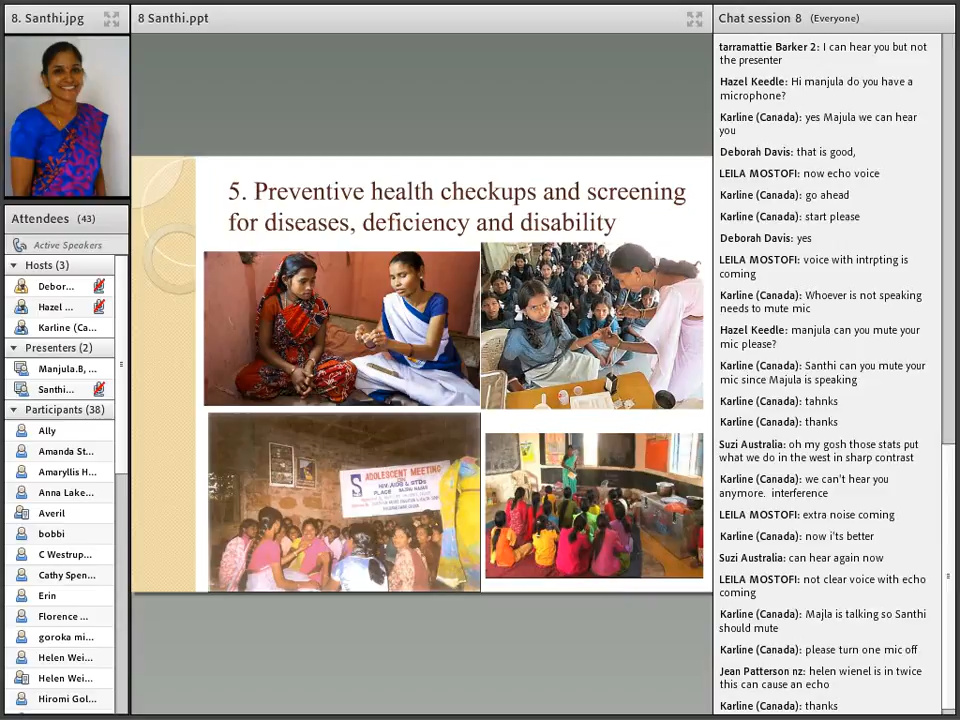 8. Santhi.jpg
8 Santhi.ppt
Chat session 8 (Everyone)
Attendees (43)
Active Speakers
Hosts (3)
Debor...
Hazel ...
Karline (Ca...
Presenters (2)
Manjula.B, ...
Santhi...
Participants (38)
Ally
Amanda St...
Amaryllis H...
Anna Lake...
Averil
bobbi
C Westrup...
Cathy Spen...
Erin
Florence ...
goroka mi...
Helen Wei...
Helen Wei...
Hiromi Gol...
5. Preventive health checkups and screening
for diseases, deficiency and disability
ADOLESCENT MEETING
tarramattie Barker 2: I can hear you but not
the presenter
Hazel Keedle: Hi manjula do you have a
microphone?
Karline (Canada): yes Majula we can hear
you
Deborah Davis: that is good,
LEILA MOSTOFI: now echo voice
Karline (Canada): go ahead
Karline (Canada): start please
Deborah Davis: yes
LEILA MOSTOFI: voice with intrpting is
coming
Karline (Canada): Whoever is not speaking
needs to mute mic
Hazel Keedle: manjula can you mute your
mic please?
Karline (Canada): Santhi can you mute your
mic since Majula is speaking
Karline (Canada): tahnks
Karline (Canada): thanks
Suzi Australia: oh my gosh those stats put
what we do in the west in sharp contrast
Karline (Canada): we can't hear you
anymore. interference
LEILA MOSTOFI: extra noise coming
Karline (Canada): now i'ts better
Suzi Australia: can hear again now
LEILA MOSTOFI: not clear voice with echo
coming
Karline (Canada): Majla is talking so Santhi
should mute
Karline (Canada): please turn one mic off
Jean Patterson nz: helen wienel is in twice
this can cause an echo
Karline (Canada): thanks